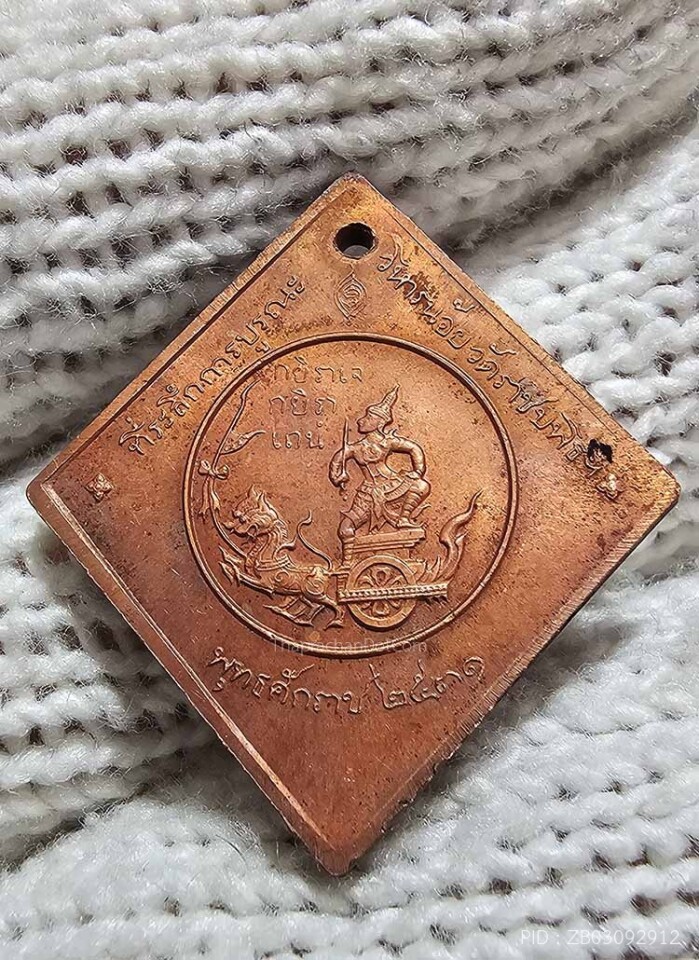 ที่ระลึกการบูรณะ
วิหารน้อย วัดราชบพิธฯ
กยิราเจ
กยิรา
เถนํ
พุทธศักราช ๒๕๓๑
PID : ZB03092912